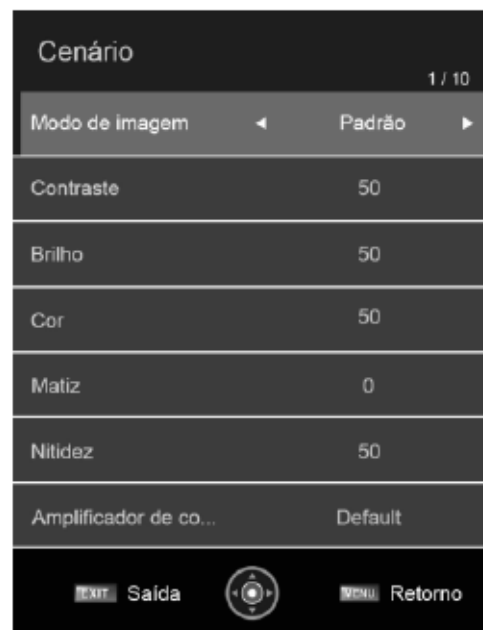 Cenário
1 / 10
Modo de imagem Padrão
Contraste 50
Brilho 50
Cor 50
Matiz 0
Nitidez 50
Amplificador de co... Default
EXIT Saída MENU Retorno